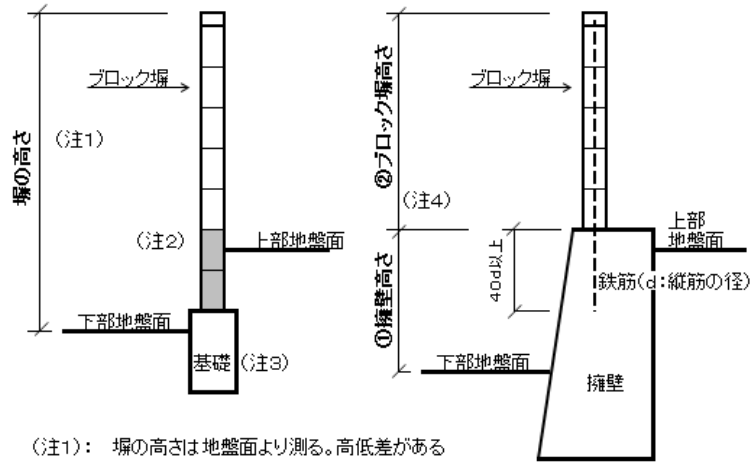 ブロック塀
塀の高さ
(注1)
(注2)
上部地盤面
下部地盤面
基礎
(注3)
ブロック塀
②ブロック塀高さ
(注4)
上部
地盤面
40d以上
鉄筋(d:縦筋の径)
①擁壁高さ
下部地盤面
擁壁
(注1): 塀の高さは地盤面より測る。高低差がある